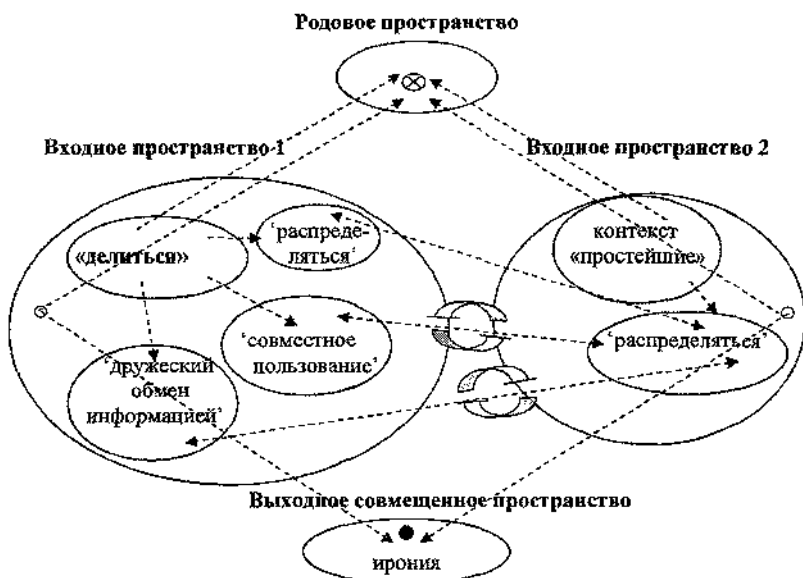 Родовое пространство
Входное пространство 1
Входное пространство 2
«делиться»
‘распреде-
ляться’
‘совместное
пользование’
‘дружеский
обмен
информацией’
контекст
«простейшие»
‘распределять’
Выходное совмещенное пространство
ирония